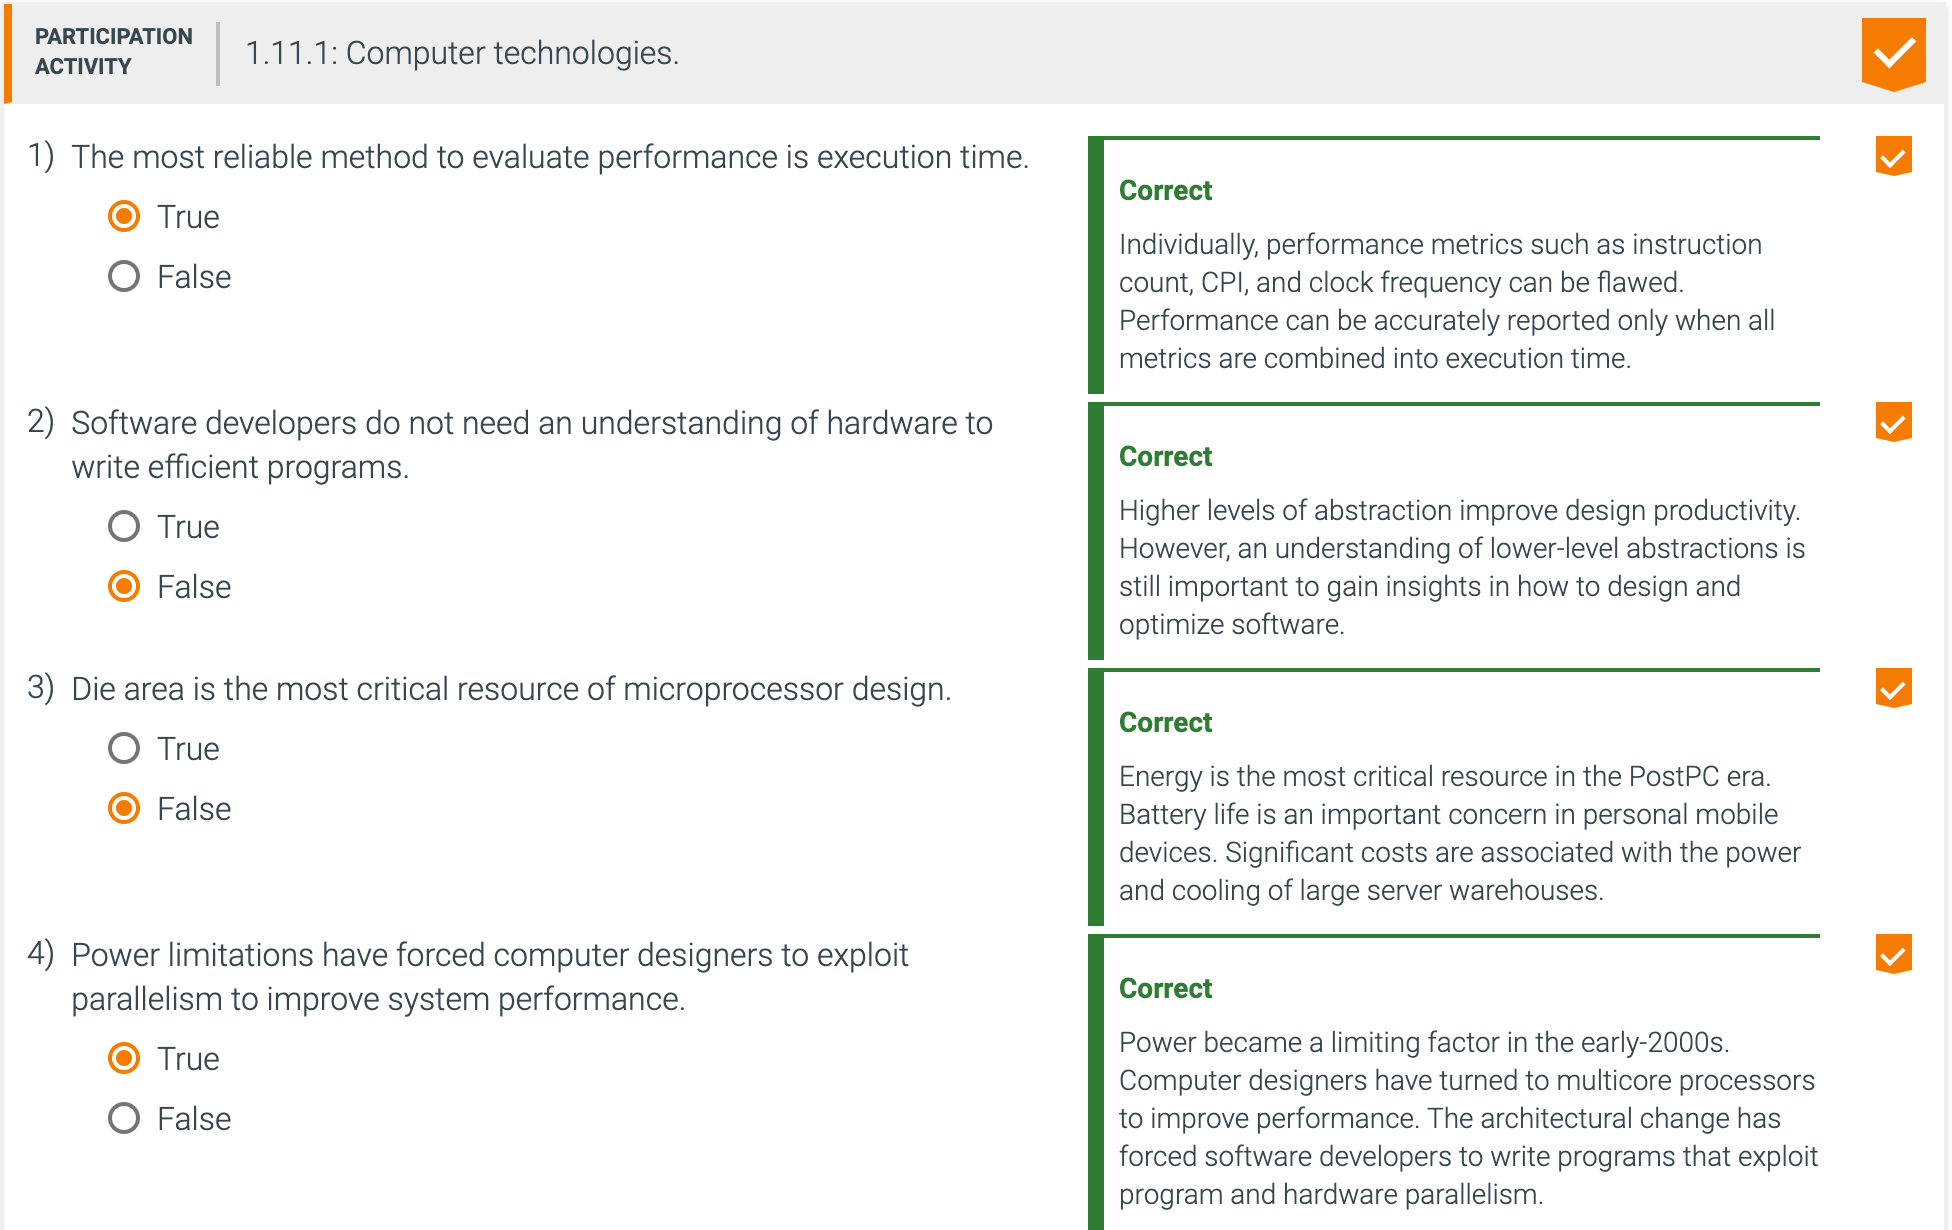 PARTICIPATION
ACTIVITY
1.11.1: Computer technologies.
1) The most reliable method to evaluate performance is execution time.
True
False
Correct
Individually, performance metrics such as instruction
count, CPI, and clock frequency can be flawed.
Performance can be accurately reported only when all
metrics are combined into execution time.
2) Software developers do not need an understanding of hardware to
write efficient programs.
True
False
Correct
Higher levels of abstraction improve design productivity.
However, an understanding of lower-level abstractions is
still important to gain insights in how to design and
optimize software.
3) Die area is the most critical resource of microprocessor design.
True
False
Correct
Energy is the most critical resource in the PostPC era.
Battery life is an important concern in personal mobile
devices. Significant costs are associated with the power
and cooling of large server warehouses.
4) Power limitations have forced computer designers to exploit
parallelism to improve system performance.
True
False
Correct
Power became a limiting factor in the early-2000s.
Computer designers have turned to multicore processors
to improve performance. The architectural change has
forced software developers to write programs that exploit
program and hardware parallelism.